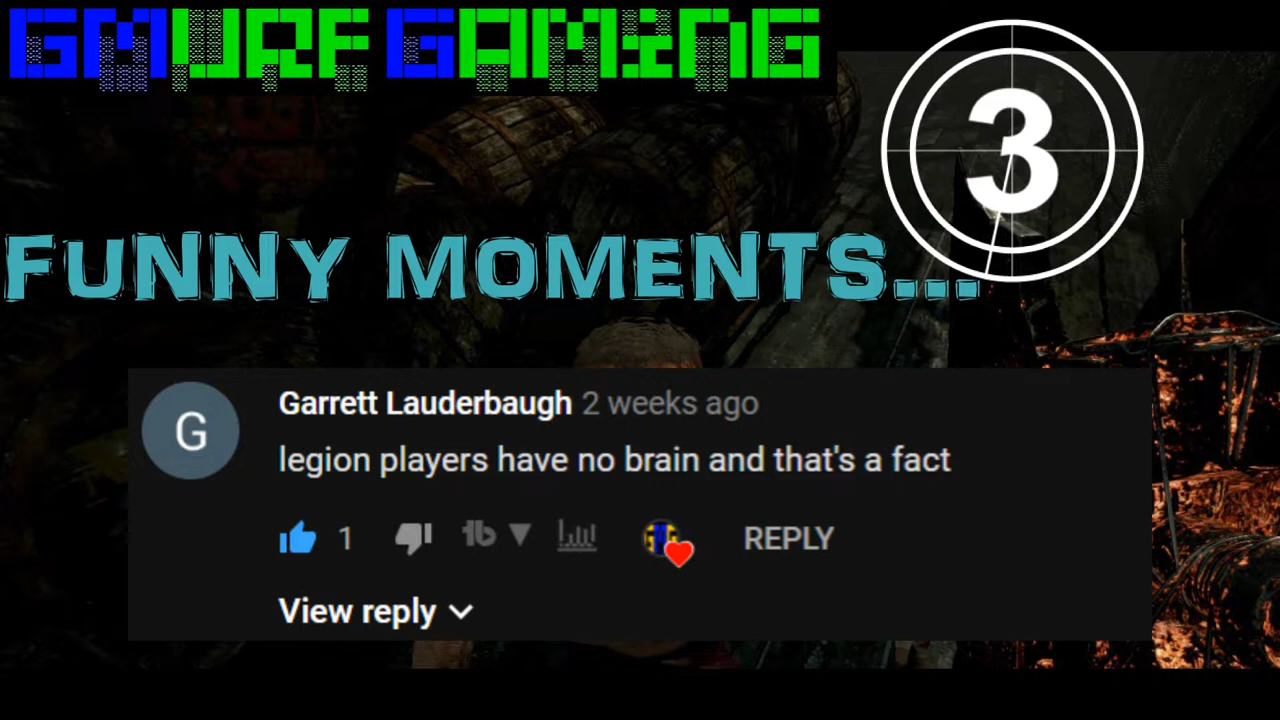 GMURF GAMING
3
FUNNY MOMENTS...
G
Garrett Lauderbaugh 2 weeks ago
legion players have no brain and that's a fact
1
REPLY
View reply